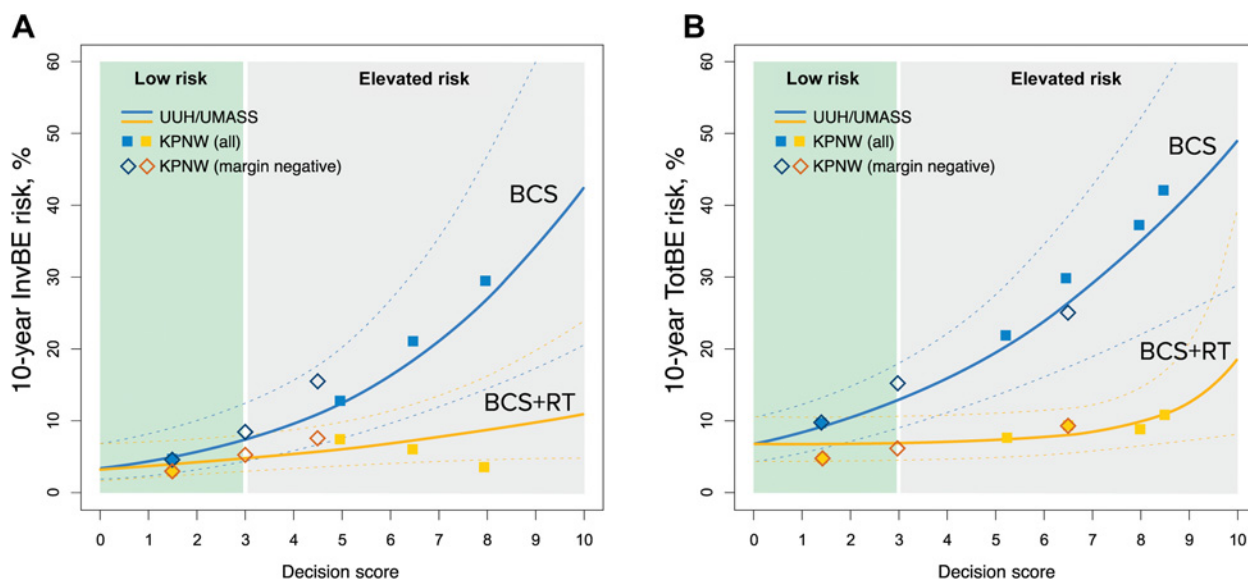 A
10-year InvBE risk, %
60
50
40
30
20
10
0
Low risk
Elevated risk
UUH/UMASS
KPNW (all)
KPNW (margin negative)
BCS
BCS+RT
0 1 2 3 4 5 6 7 8 9 10
Decision score
B
10-year TotBE risk, %
60
50
40
30
20
10
0
Low risk
Elevated risk
UUH/UMASS
KPNW (all)
KPNW (margin negative)
BCS
BCS+RT
0 1 2 3 4 5 6 7 8 9 10
Decision score